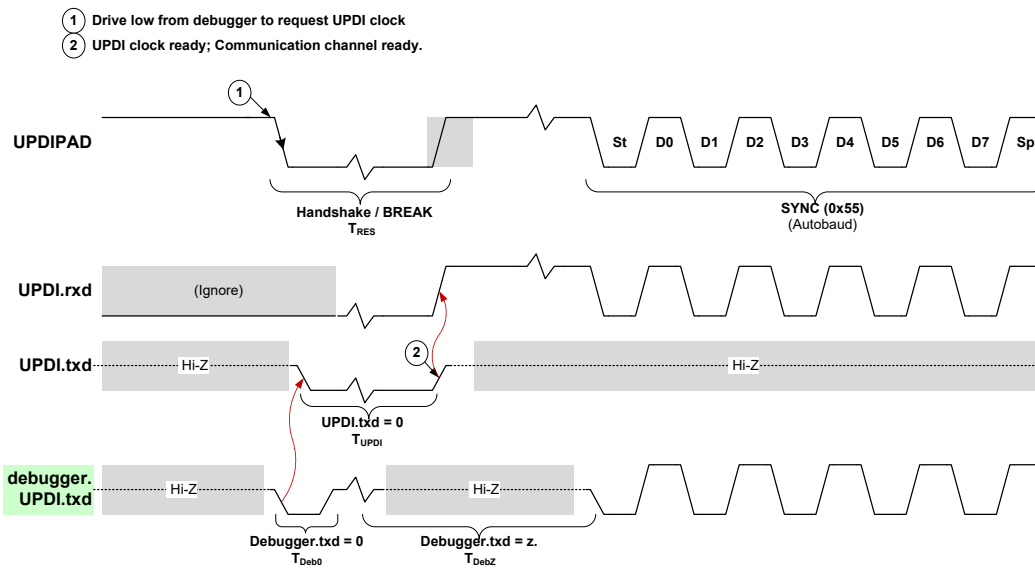 1 Drive low from debugger to request UPDI clock
2 UPDI clock ready; Communication channel ready.
1
UPDIPAD
St D0 D1 D2 D3 D4 D5 D6 D7 Sp
Handshake / BREAK
TRES
SYNC (0x55)
(Autobaud)
UPDI.rxd
(Ignore)
UPDI.txd
Hi-Z
2
Hi-Z
UPDI.txd = 0
TUPDI
debugger.
UPDI.txd
Hi-Z
Hi-Z
Debugger.txd = 0
TDeb0
Debugger.txd = z.
TDebZ